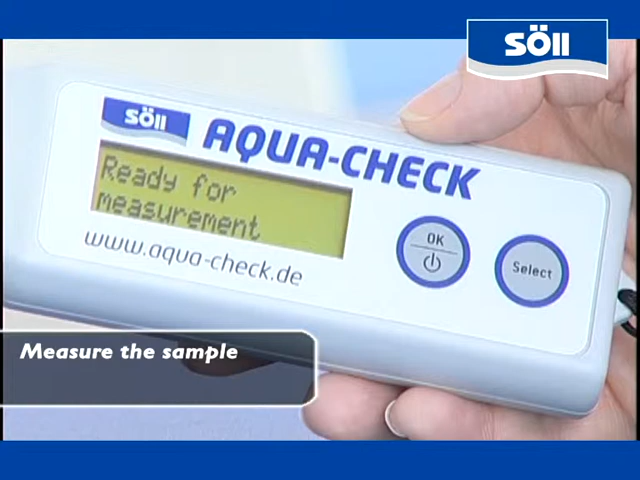 söll
söll
AQUA-CHECK
Ready for
measurement
www.aqua-check.de
OK
Select
Measure the sample